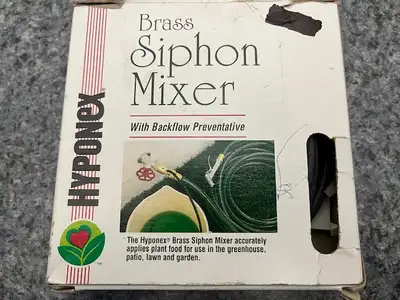 Brass
Siphon
Mixer
With Backflow Preventative
HYPONEX
The Hyponex® Brass Siphon Mixer accurately
applies plant food for use in the greenhouse,
patio, lawn and garden.